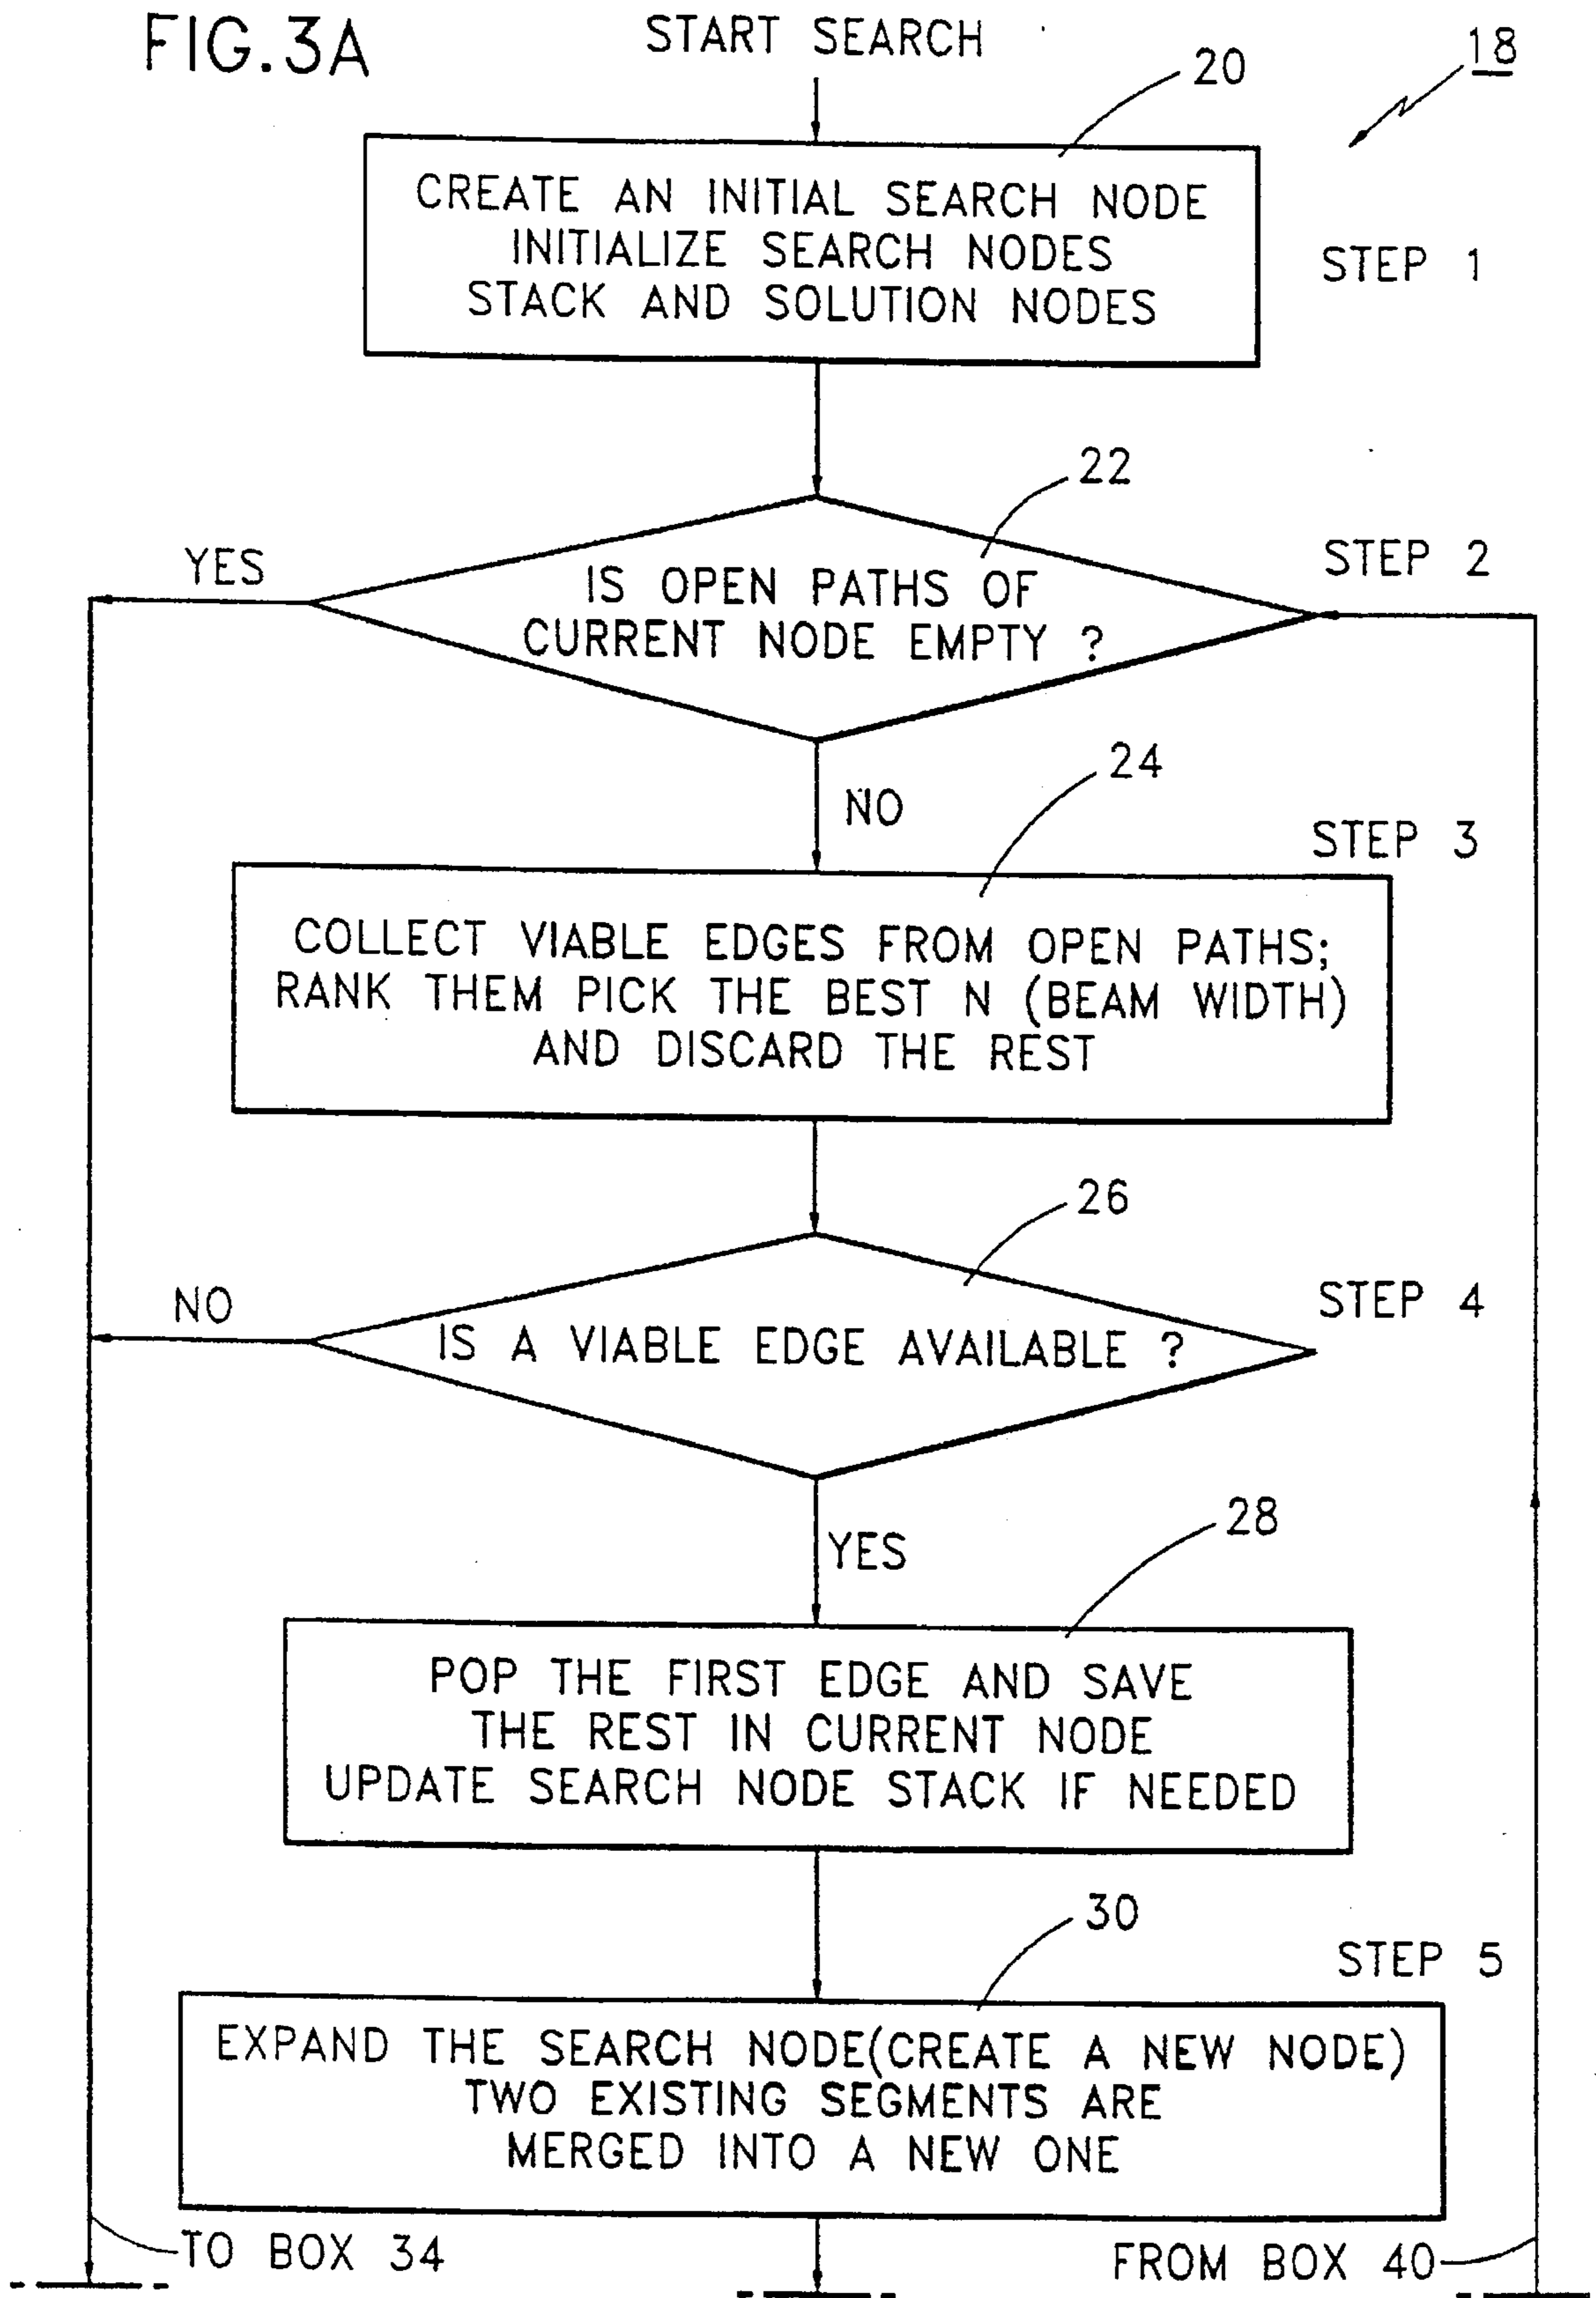 FIG.3A
START SEARCH
18
20
CREATE AN INITIAL SEARCH NODE
INITIALIZE SEARCH NODES
STACK AND SOLUTION NODES
STEP 1
22
YES
STEP 2
IS OPEN PATHS OF
CURRENT NODE EMPTY ?
24
NO
STEP 3
COLLECT VIABLE EDGES FROM OPEN PATHS;
RANK THEM PICK THE BEST N (BEAM WIDTH)
AND DISCARD THE REST
26
NO
STEP 4
IS A VIABLE EDGE AVAILABLE ?
28
YES
POP THE FIRST EDGE AND SAVE
THE REST IN CURRENT NODE
UPDATE SEARCH NODE STACK IF NEEDED
30
STEP 5
EXPAND THE SEARCH NODE(CREATE A NEW NODE)
TWO EXISTING SEGMENTS ARE
MERGED INTO A NEW ONE
TO BOX 34
FROM BOX 40